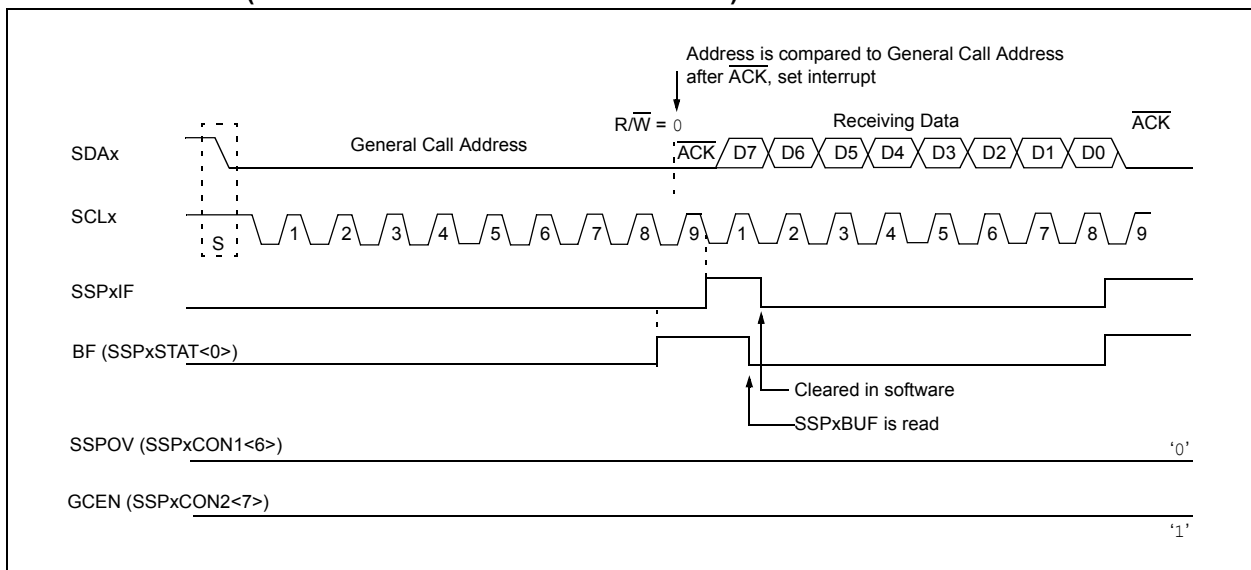 Address is compared to General Call Address
after ACK, set interrupt
R/W = 0
Receiving Data
ACK
SDAx
General Call Address
ACK D7 D6 D5 D4 D3 D2 D1 D0
SCLx
S
1 2 3 4 5 6 7 8 9 1 2 3 4 5 6 7 8 9
SSPxIF
BF (SSPxSTAT<0>)
Cleared in software
SSPxBUF is read
SSPOV (SSPxCON1<6>)
‘0’
GCEN (SSPxCON2<7>)
‘1’